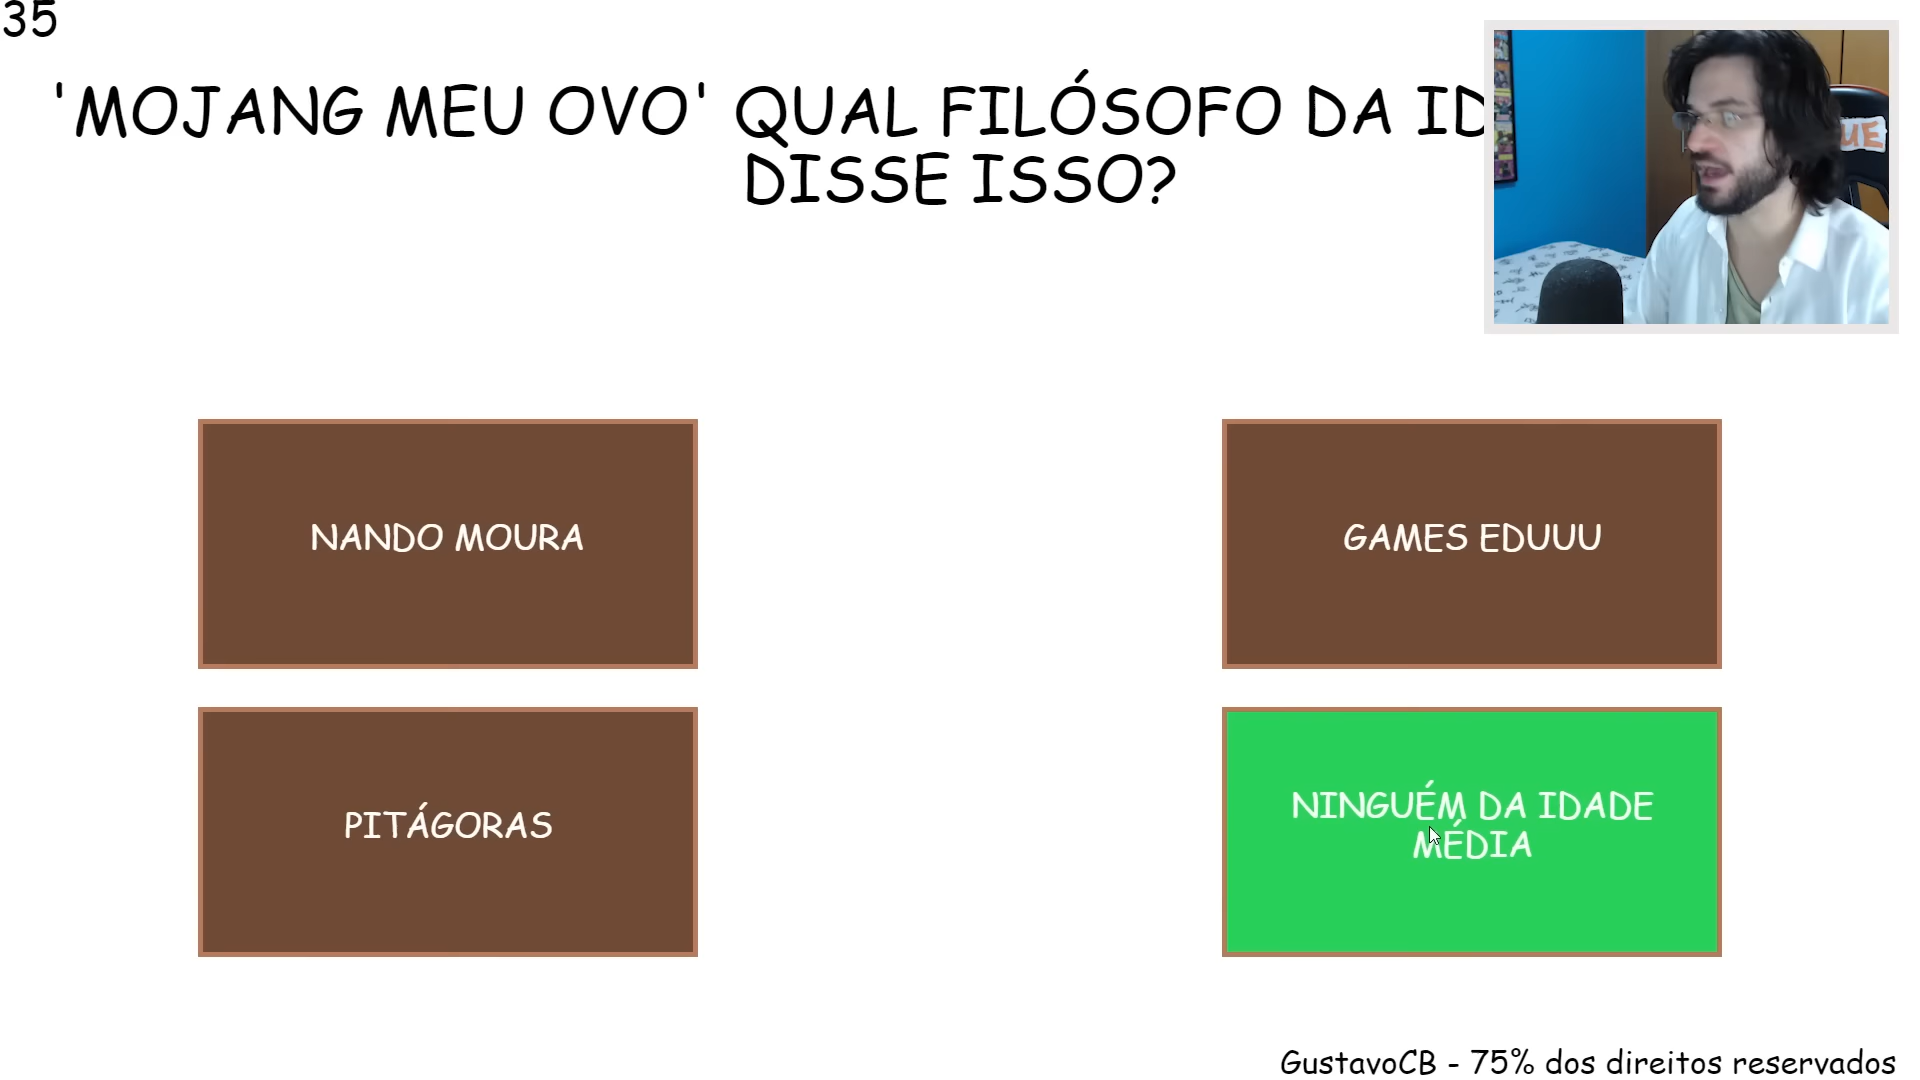 35
'MOJANG MEU OVO' QUAL FILÓSOFO DA
DISSE ISSO?
NANDO MOURA
GAMES EDUUU
PITÁGORAS
NINGUÉM DA IDADE
MÉDIA
GustavoCB - 75% dos direitos reservados